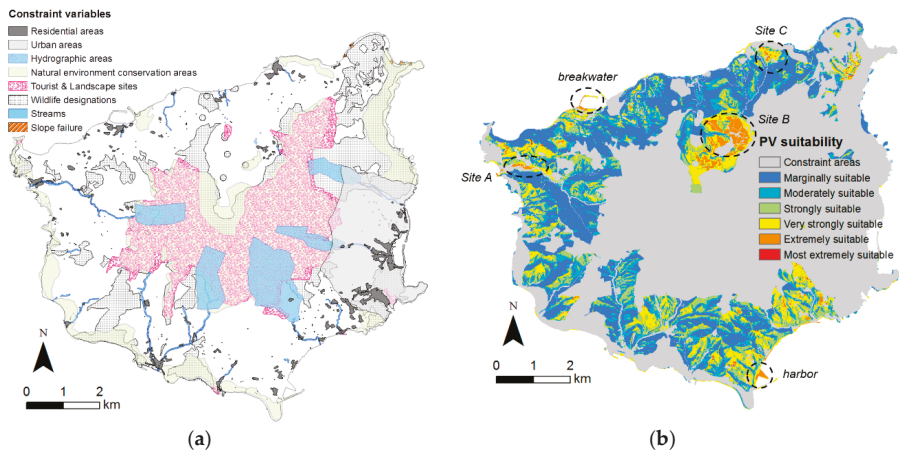 Constraint variables
Residential areas
Urban areas
Hydrographic areas
Natural environment conservation areas
Tourist & Landscape sites
Wildlife designations
Streams
Slope failure
N
0 1 2
km
(a)
Site C
breakwater
Site B
PV suitability
Constraint areas
Marginally suitable
Moderately suitable
Strongly suitable
Very strongly suitable
Extremely suitable
Most extremely suitable
Site A
N
0 1 2
km
harbor
(b)